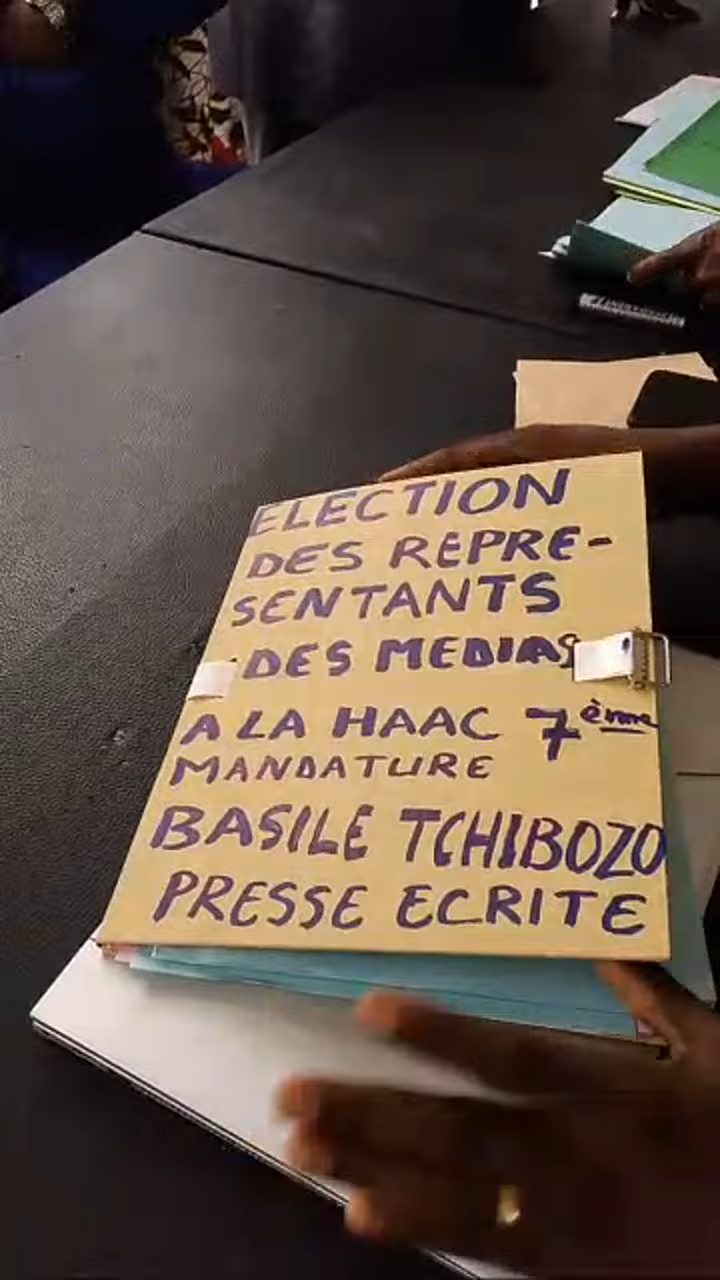 ELECTION
DES REPRE-
SENTANTS
DES MEDIAS
A LA HAAC 7ème
MANDATURE
BASILE TCHIBOZO
PRESSE ECRITE